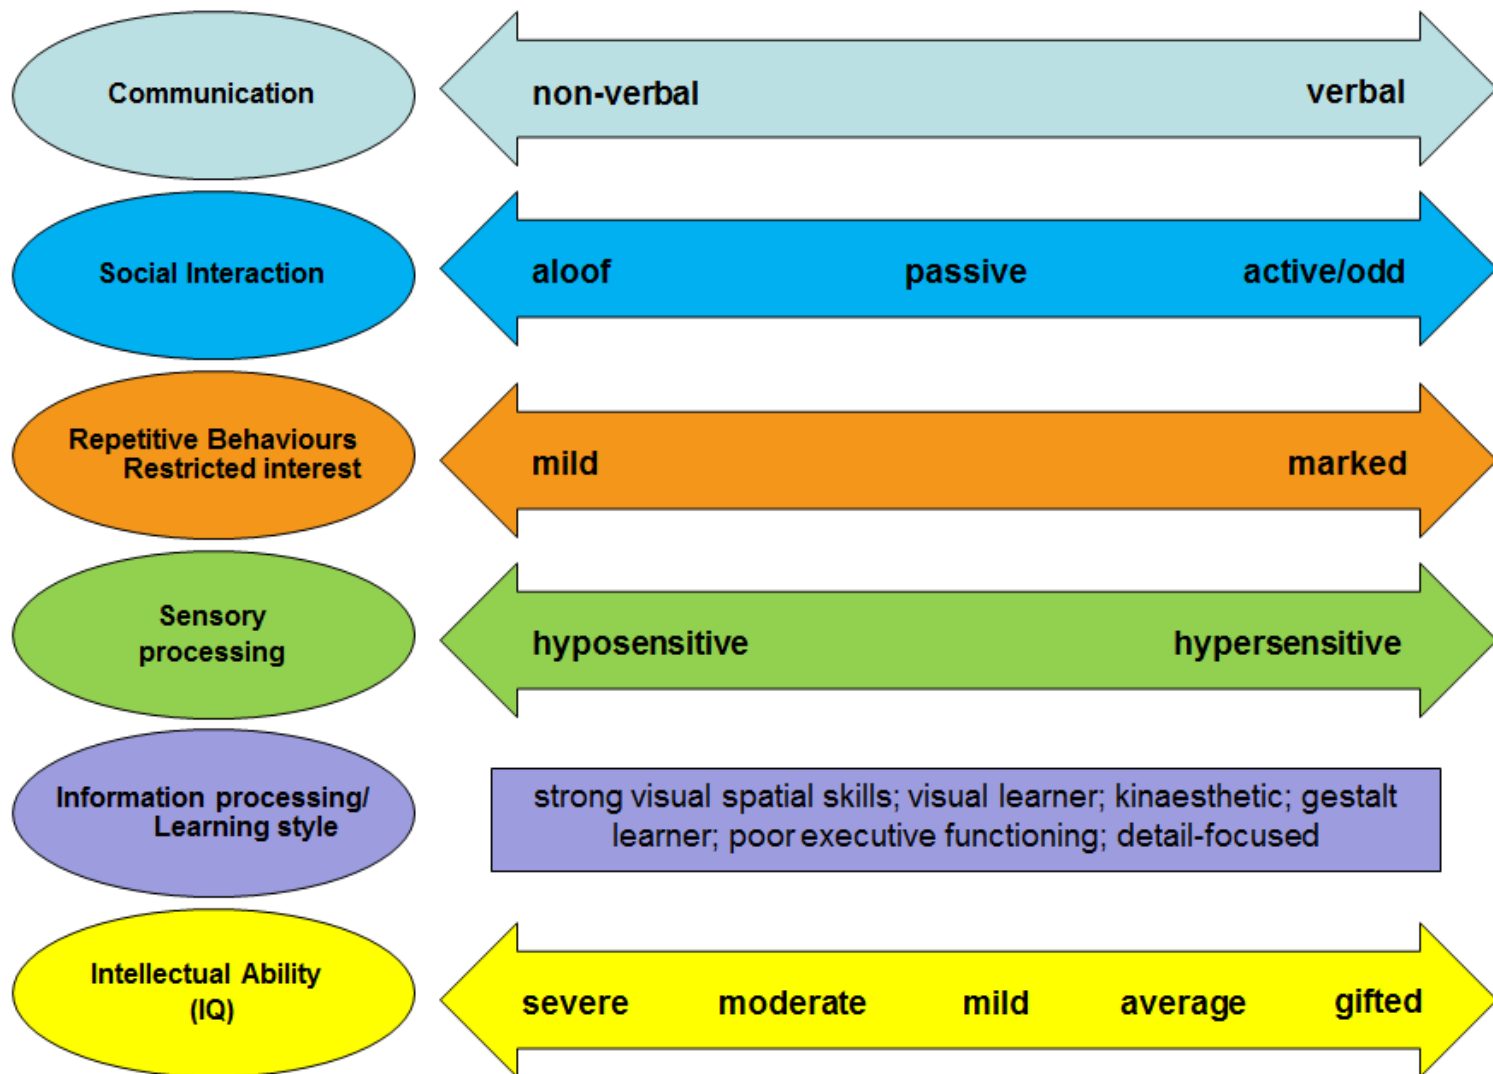 Communication
non-verbal verbal
Social Interaction
aloof passive active/odd
Repetitive Behaviours
Restricted interest
mild marked
Sensory
processing
hyposensitive hypersensitive
Information processing/
Learning style
strong visual spatial skills; visual learner; kinaesthetic; gestalt
learner; poor executive functioning; detail-focused
Intellectual Ability
(IQ)
severe moderate mild average gifted